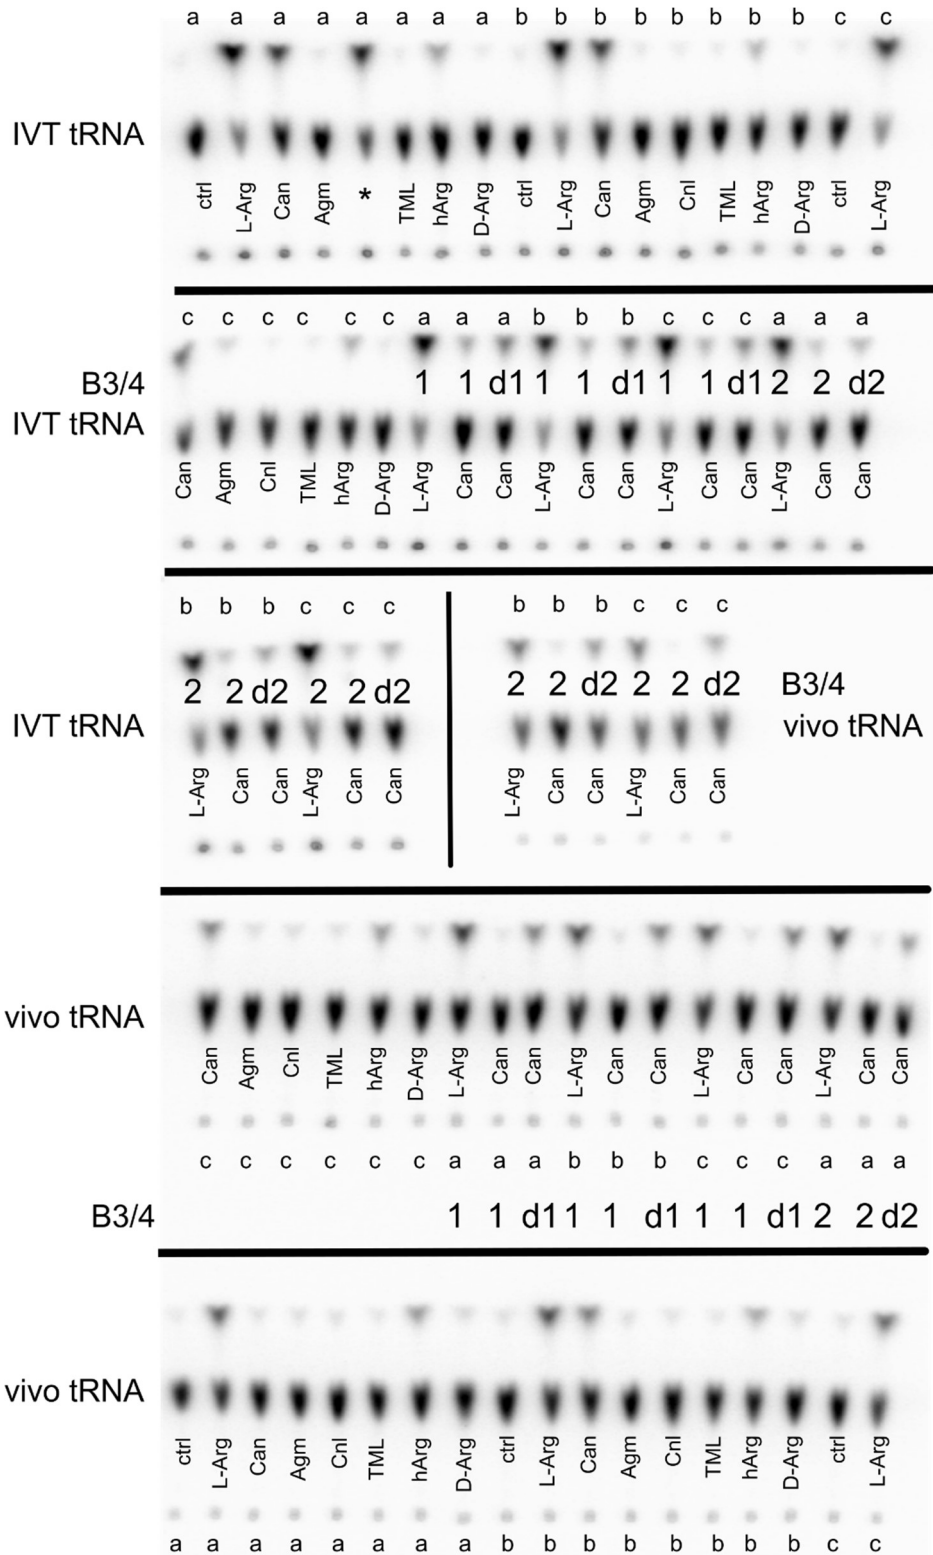 a a a a a a a a b b b b b b b b c c
IVT tRNA
ctrl L-Arg Can Agm * TML hArg D-Arg ctrl L-Arg Can Agm Cnl TML hArg D-Arg ctrl L-Arg
c c c c c c a a a b b b c c c a a a
B3/4 1 1 d1 1 1 d1 1 1 d1 2 2 d2
IVT tRNA
Can Agm Cnl TML hArg D-Arg L-Arg Can Can L-Arg Can Can L-Arg Can Can L-Arg Can Can
b b b c c c
2 2 d2 2 2 d2
IVT tRNA
L-Arg Can Can L-Arg Can Can
b b b c c c
2 2 d2 2 2 d2 B3/4
vivo tRNA
L-Arg Can Can L-Arg Can Can
vivo tRNA
Can Agm Cnl TML hArg D-Arg L-Arg Can Can L-Arg Can Can L-Arg Can Can L-Arg Can Can
c c c c c c a a a b b b c c c a a a
B3/4 1 1 d1 1 1 d1 1 1 d1 2 2 d2
vivo tRNA
ctrl L-Arg Can Agm Cnl TML hArg D-Arg ctrl L-Arg Can Agm Cnl TML hArg D-Arg ctrl L-Arg
a a a a a a a a b b b b b b b b c c